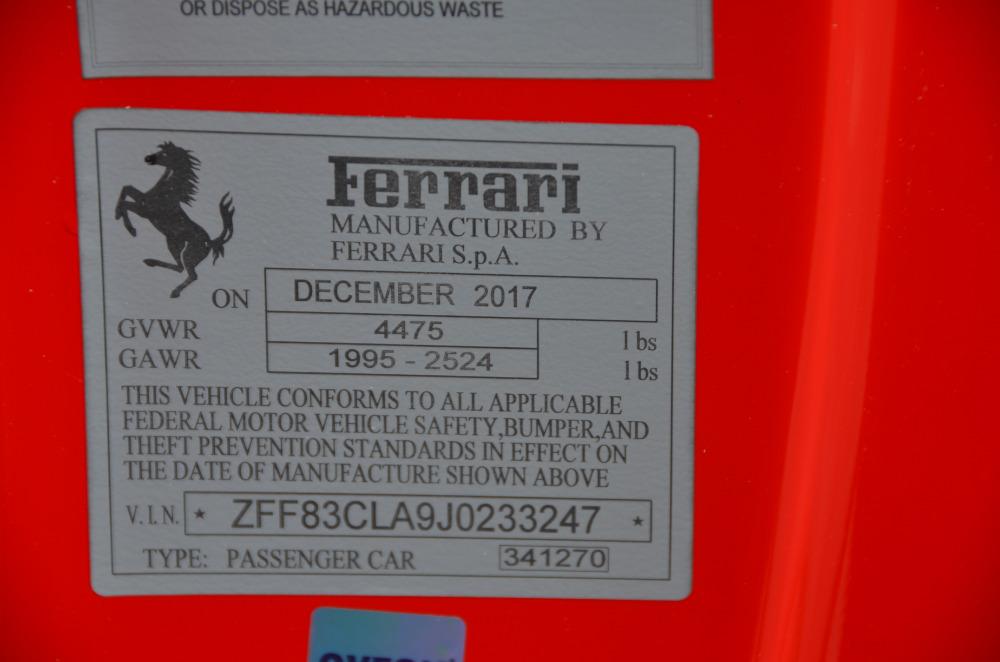 OR DISPOSE AS HAZARDOUS WASTE
Ferrari
MANUFACTURED BY
FERRARI S.p.A.
ON DECEMBER 2017
GVWR 4475 lbs
GAWR 1995 - 2524 lbs
THIS VEHICLE CONFORMS TO ALL APPLICABLE
FEDERAL MOTOR VEHICLE SAFETY,BUMPER,AND
THEFT PREVENTION STANDARDS IN EFFECT ON
THE DATE OF MANUFACTURE SHOWN ABOVE
V.I.N. * ZFF83CLA9J0233247 *
TYPE: PASSENGER CAR 341270